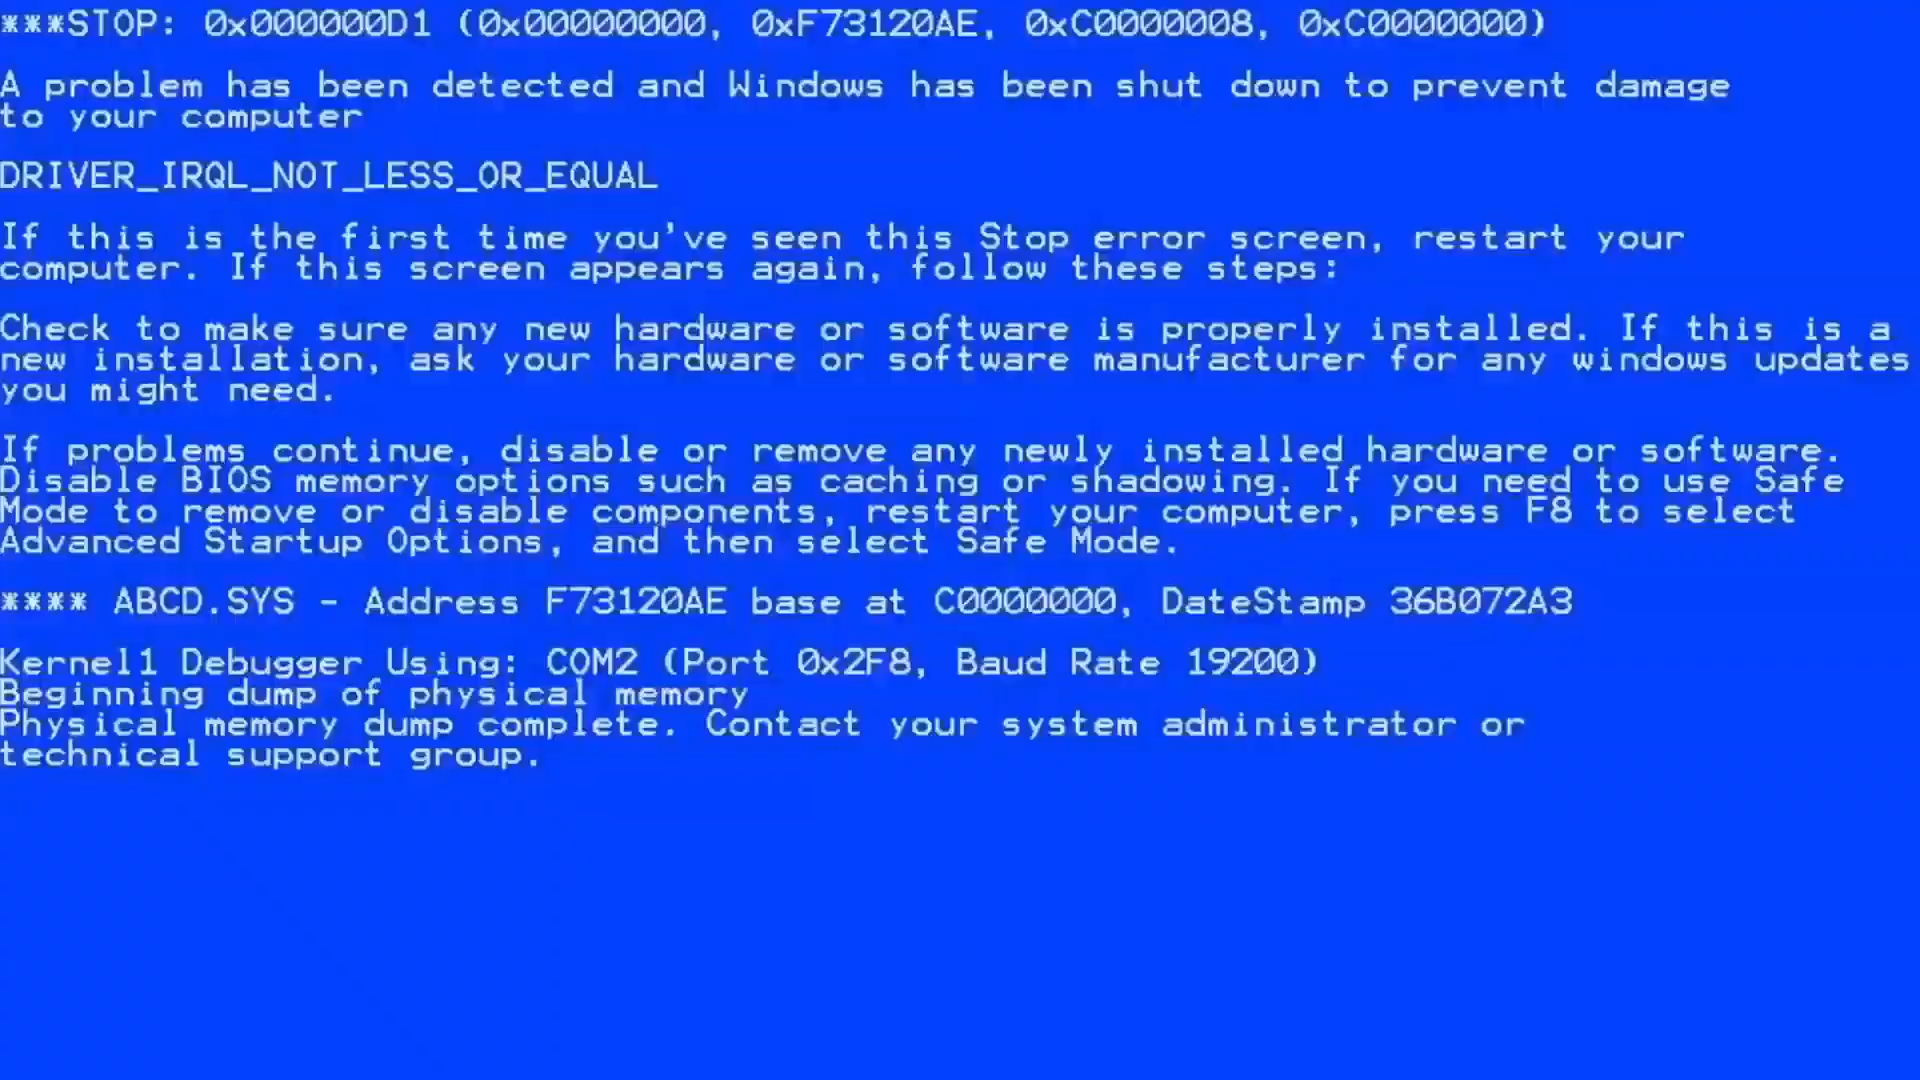 ***STOP: 0x000000D1 (0x00000000, 0xF73120AE, 0xC0000008, 0xC0000000)
A problem has been detected and Windows has been shut down to prevent damage
to your computer
DRIVER_IRQL_NOT_LESS_OR_EQUAL
If this is the first time you've seen this Stop error screen, restart your
computer. If this screen appears again, follow these steps:
Check to make sure any new hardware or software is properly installed. If this is a
new installation, ask your hardware or software manufacturer for any windows updates
you might need.
If problems continue, disable or remove any newly installed hardware or software.
Disable BIOS memory options such as caching or shadowing. If you need to use Safe
Mode to remove or disable components, restart your computer, press F8 to select
Advanced Startup Options, and then select Safe Mode.
**** ABCD.SYS - Address F73120AE base at C0000000, DateStamp 36B072A3
Kernel1 Debugger Using: COM2 (Port 0x2F8, Baud Rate 19200)
Beginning dump of physical memory
Physical memory dump complete. Contact your system administrator or
technical support group.